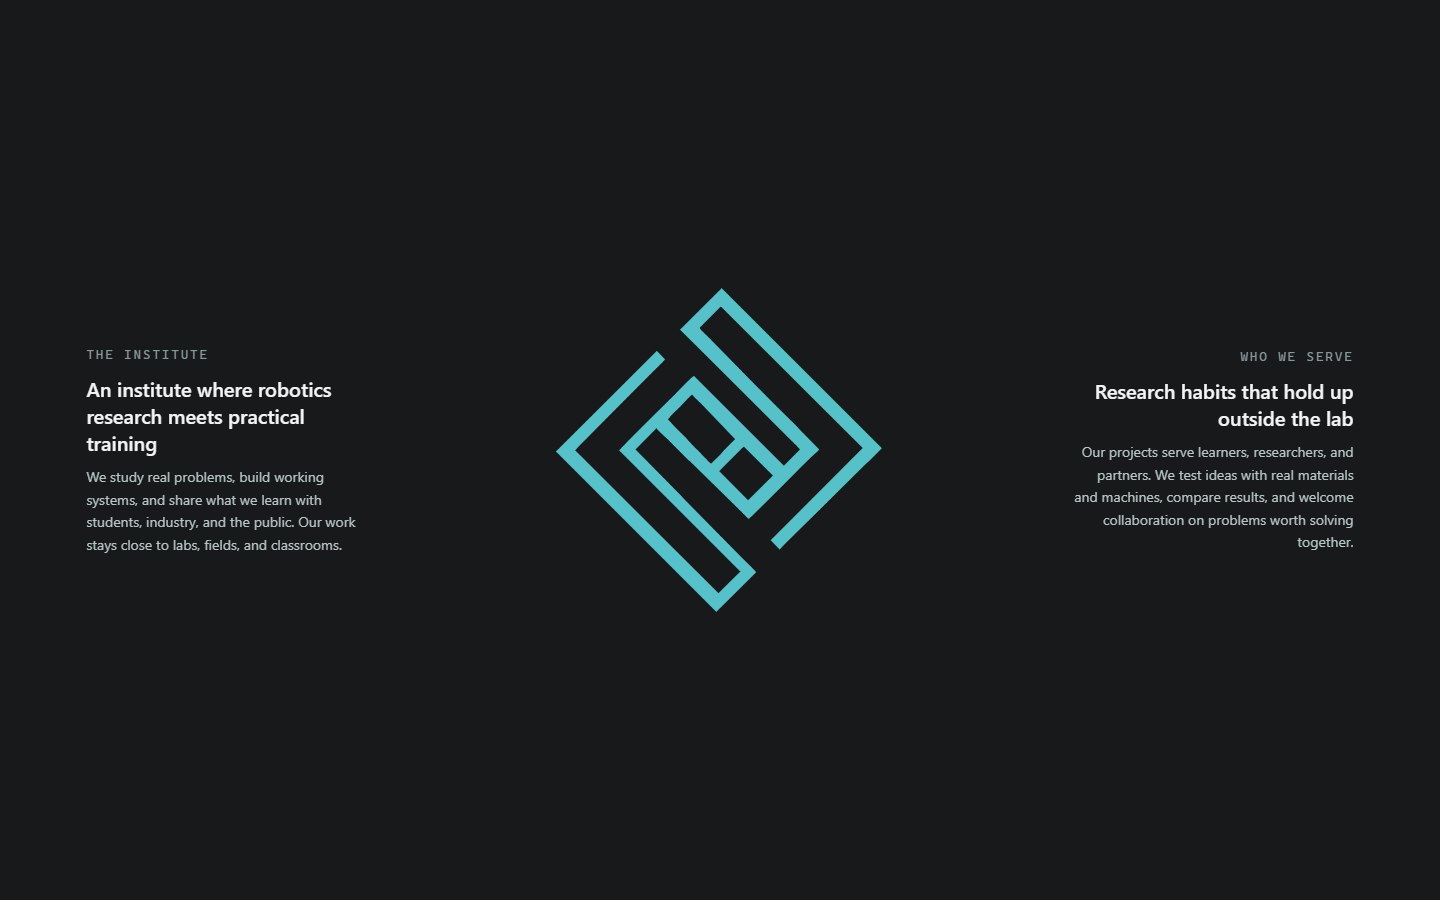 THE INSTITUTE
An institute where robotics
research meets practical
training
We study real problems, build working
systems, and share what we learn with
students, industry, and the public. Our work
stays close to labs, fields, and classrooms.
WHO WE SERVE
Research habits that hold up
outside the lab
Our projects serve learners, researchers, and
partners. We test ideas with real materials
and machines, compare results, and welcome
collaboration on problems worth solving
together.